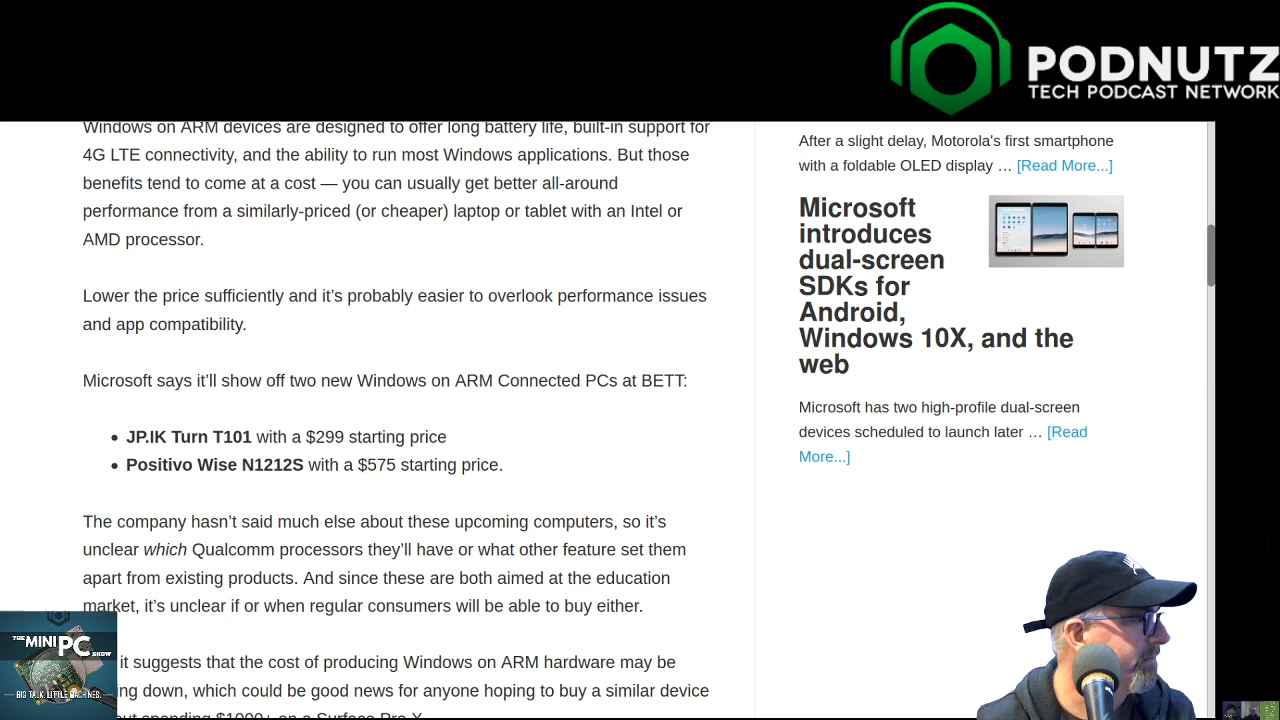 PODNUTZ
TECH PODCAST NETWORK
Windows on ARM devices are designed to offer long battery life, built-in support for
4G LTE connectivity, and the ability to run most Windows applications. But those
benefits tend to come at a cost — you can usually get better all-around
performance from a similarly-priced (or cheaper) laptop or tablet with an Intel or
AMD processor.
Lower the price sufficiently and it’s probably easier to overlook performance issues
and app compatibility.
Microsoft says it’ll show off two new Windows on ARM Connected PCs at BETT:
• JP.IK Turn T101 with a $299 starting price
• Positivo Wise N1212S with a $575 starting price.
The company hasn’t said much else about these upcoming computers, so it’s
unclear which Qualcomm processors they’ll have or what other feature set them
apart from existing products. And since these are both aimed at the education
market, it’s unclear if or when regular consumers will be able to buy either.
it suggests that the cost of producing Windows on ARM hardware may be
down, which could be good news for anyone hoping to buy a similar device
spending $1000+ on a Surface Pro X
After a slight delay, Motorola's first smartphone
with a foldable OLED display … [Read More...]
Microsoft
introduces
dual-screen
SDKs for
Android,
Windows 10X, and the
web
Microsoft has two high-profile dual-screen
devices scheduled to launch later … [Read
More...]
THE MINI PC SHOW
BIG TALK. LITTLE MACHINES.